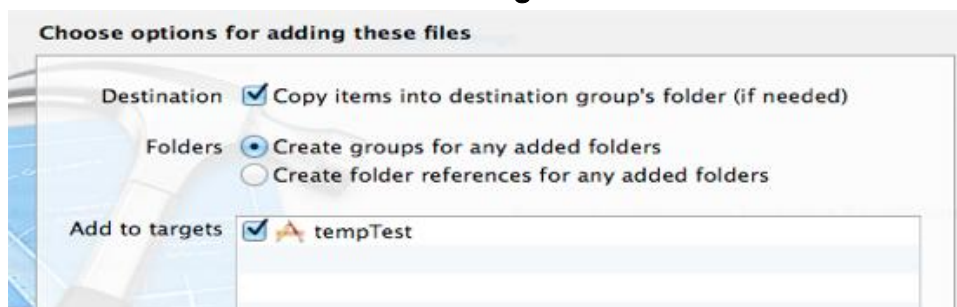 Choose options for adding these files
Destination Copy items into destination group's folder (if needed)
Folders Create groups for any added folders
Create folder references for any added folders
Add to targets tempTest